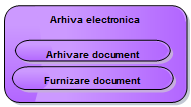 Arhiva electronica
Arhivare document
Furnizare document